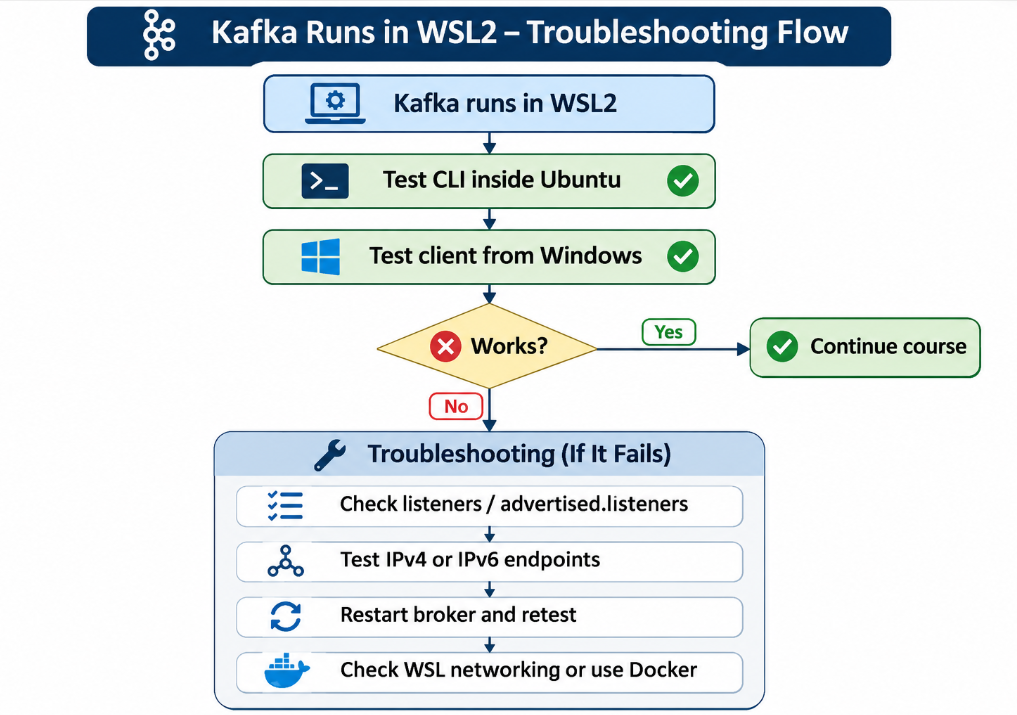 Kafka Runs in WSL2 – Troubleshooting Flow
Kafka runs in WSL2
>_
Test CLI inside Ubuntu
Test client from Windows
Works?
Yes
Continue course
No
Troubleshooting (If It Fails)
Check listeners / advertised.listeners
Test IPv4 or IPv6 endpoints
Restart broker and retest
Check WSL networking or use Docker